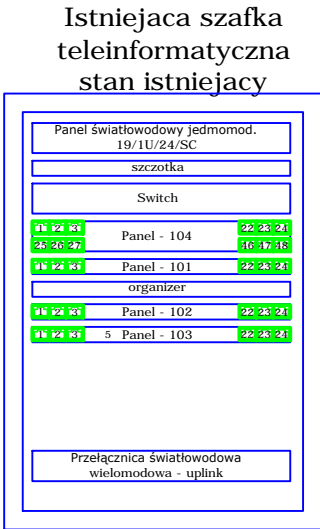 Istniejaca szafka
teleinformatyczna
stan istniejacy
Panel światłowodowy jedmomod.
19/1U/24/SC
szczotka
Switch
1 2 3 22 23 24
Panel - 104
25 26 27 46 47 48
1 2 3 Panel - 101 22 23 24
organizer
1 2 3 Panel - 102 22 23 24
1 2 3 5 Panel - 103 22 23 24
Przełącznica światłowodowa
wielomodowa - uplink